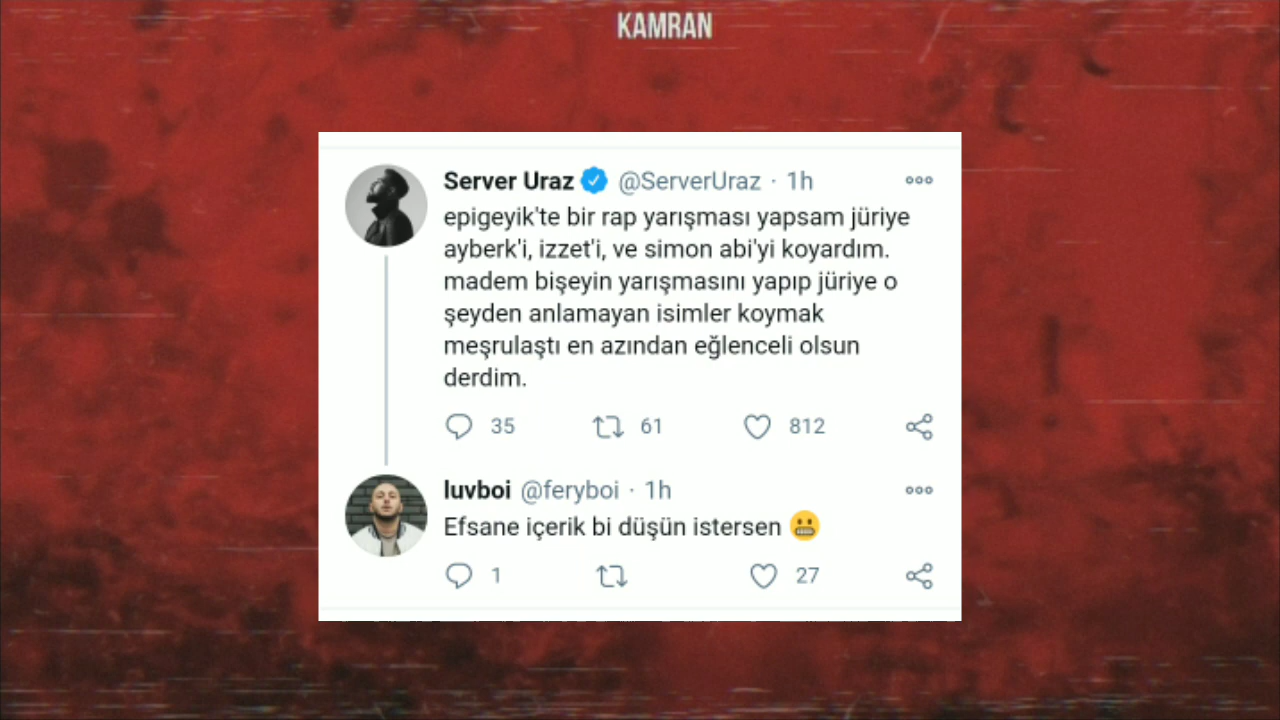 KAMRAN
Server Uraz @ServerUraz · 1h
epigeyik'te bir rap yarışması yapsam jüriye
ayberk'i, izzet'i, ve simon abi'yi koyardım.
madem bişeyin yarışmasını yapıp jüriye o
şeyden anlamayan isimler koymak
meşrulaştı en azından eğlenceli olsun
derdim.
35 61 812
luvboi @feryboi · 1h
Efsane içerik bi düşün istersen 😬
1 27